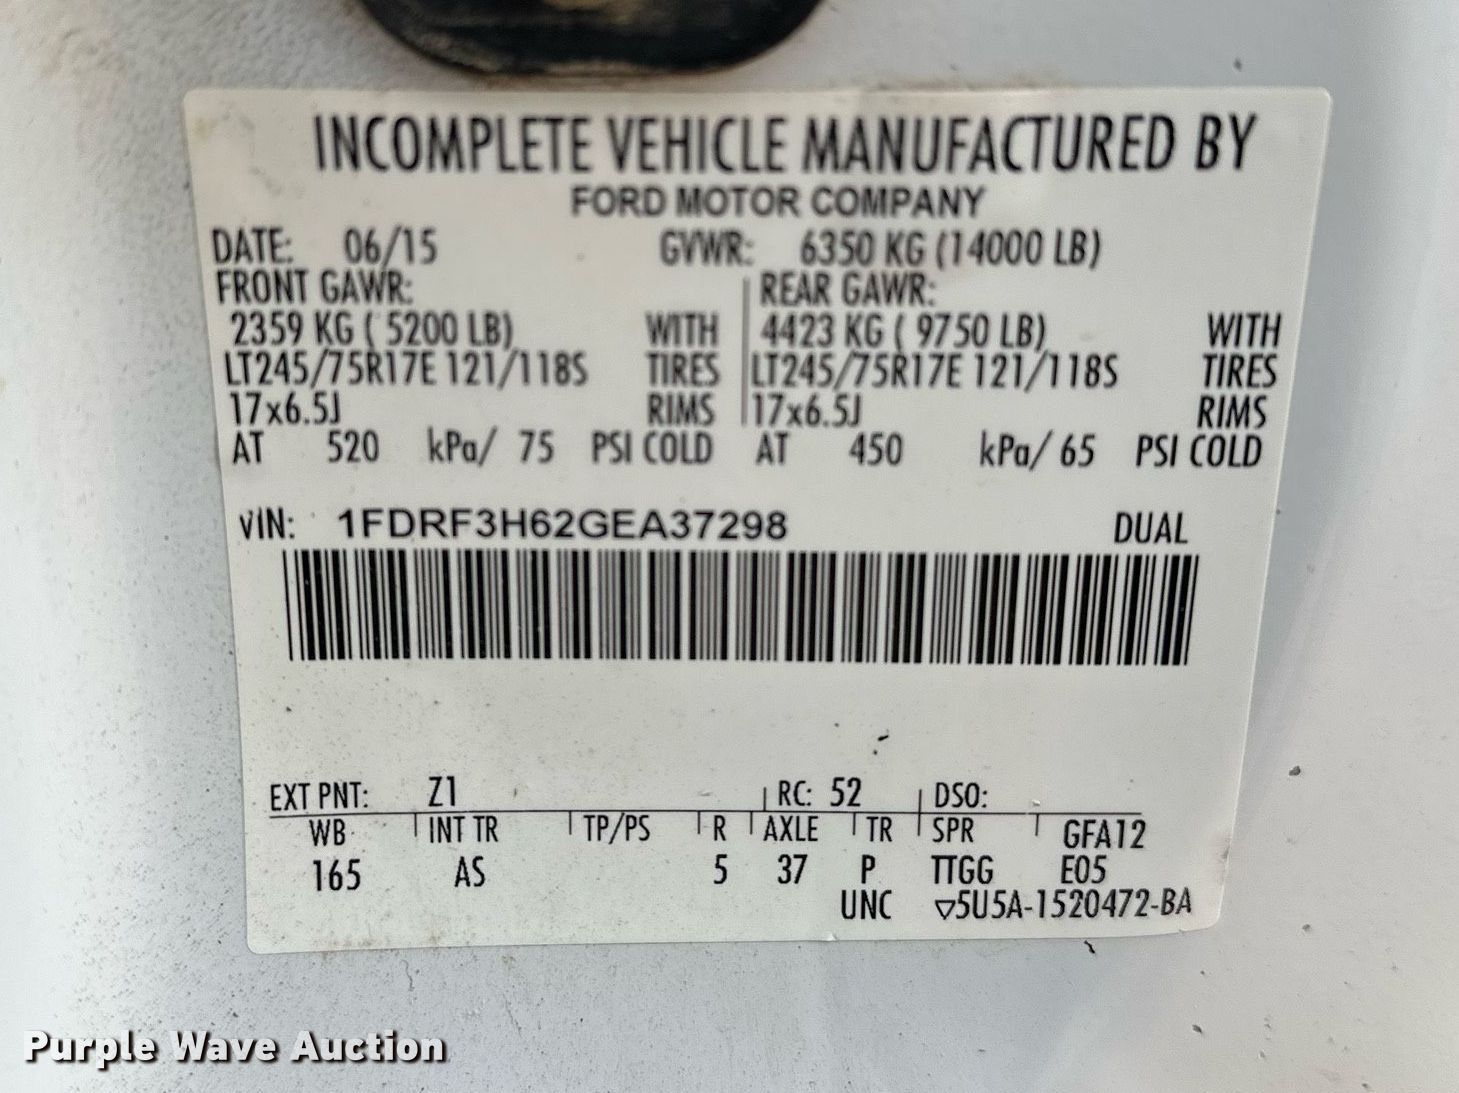 INCOMPLETE VEHICLE MANUFACTURED BY
FORD MOTOR COMPANY
DATE: 06/15 GVWR: 6350 KG (14000 LB)
FRONT GAWR: REAR GAWR:
2359 KG ( 5200 LB) WITH 4423 KG ( 9750 LB) WITH
LT245/75R17E 121/118S TIRES LT245/75R17E 121/118S TIRES
17x6.5J RIMS 17x6.5J RIMS
AT 520 kPa/ 75 PSI COLD AT 450 kPa/ 65 PSI COLD
VIN: 1FDRF3H62GEA37298 DUAL
EXT PNT: Z1 RC: 52 DSO:
WB INT TR TP/PS R AXLE TR SPR GFA12
165 AS 5 37 P TTGG E05
UNC ▽5U5A-1520472-BA
Purple Wave Auction